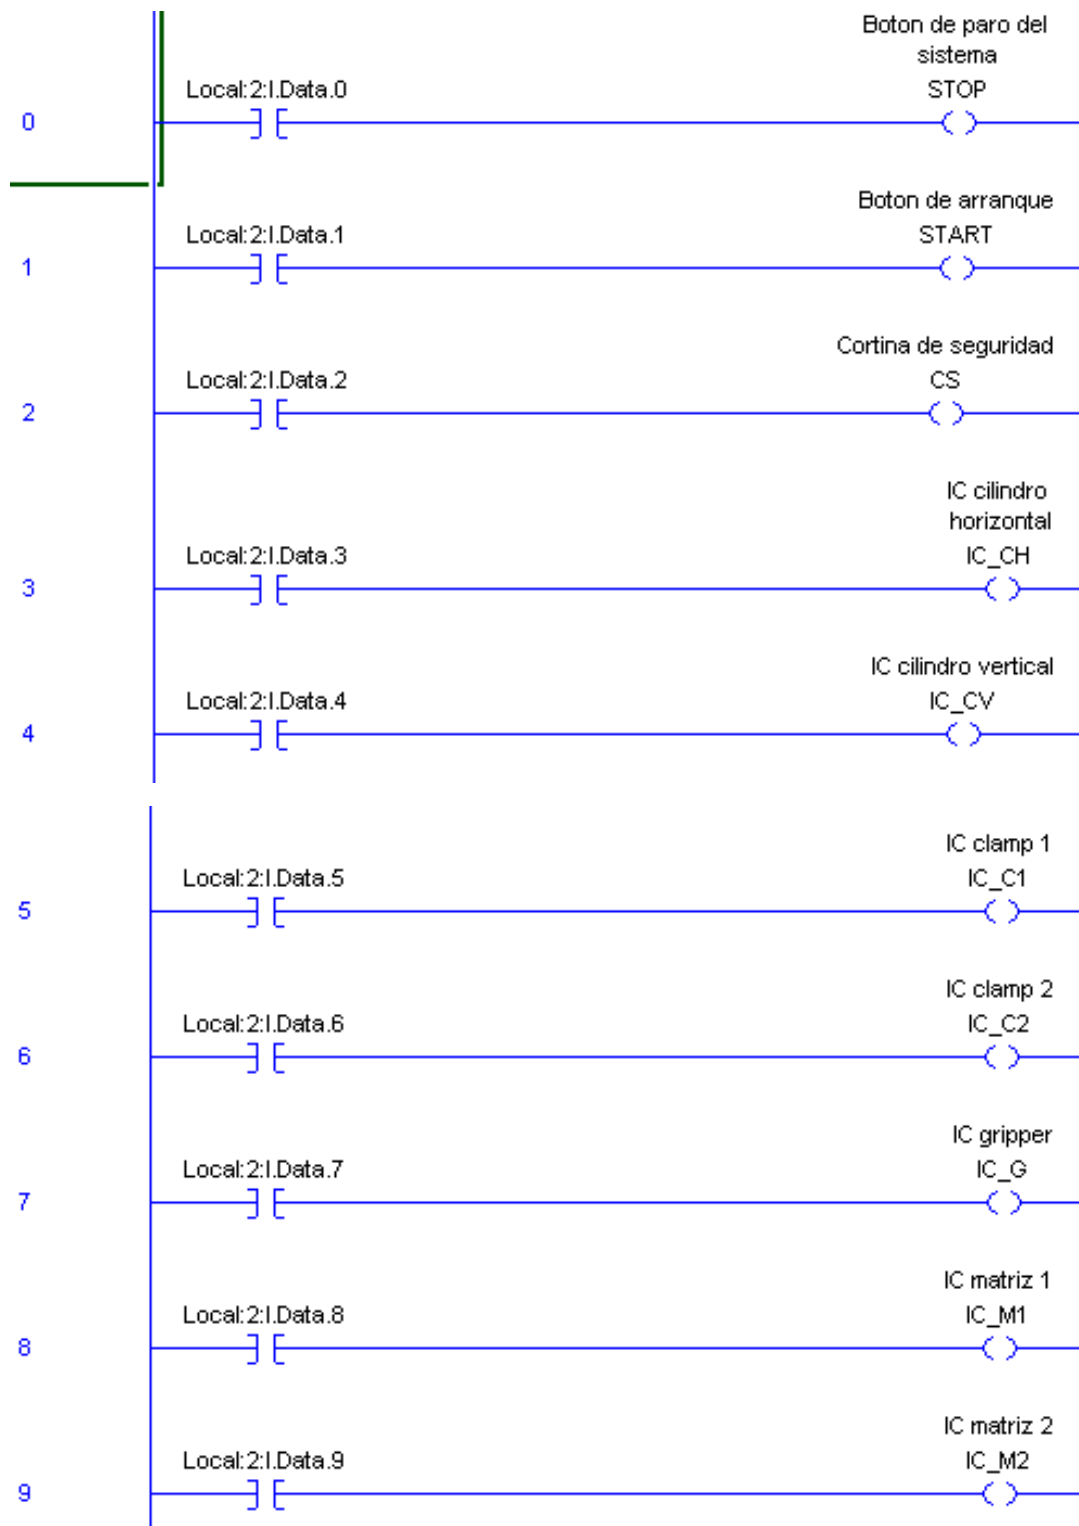 Boton de paro del
sistema
Local:2:I.Data.0 STOP
0
Boton de arranque
Local:2:I.Data.1 START
1
Cortina de seguridad
Local:2:I.Data.2 CS
2
IC cilindro
horizontal
Local:2:I.Data.3 IC_CH
3
IC cilindro vertical
Local:2:I.Data.4 IC_CV
4
IC clamp 1
Local:2:I.Data.5 IC_C1
5
IC clamp 2
Local:2:I.Data.6 IC_C2
6
IC gripper
Local:2:I.Data.7 IC_G
7
IC matriz 1
Local:2:I.Data.8 IC_M1
8
IC matriz 2
Local:2:I.Data.9 IC_M2
9